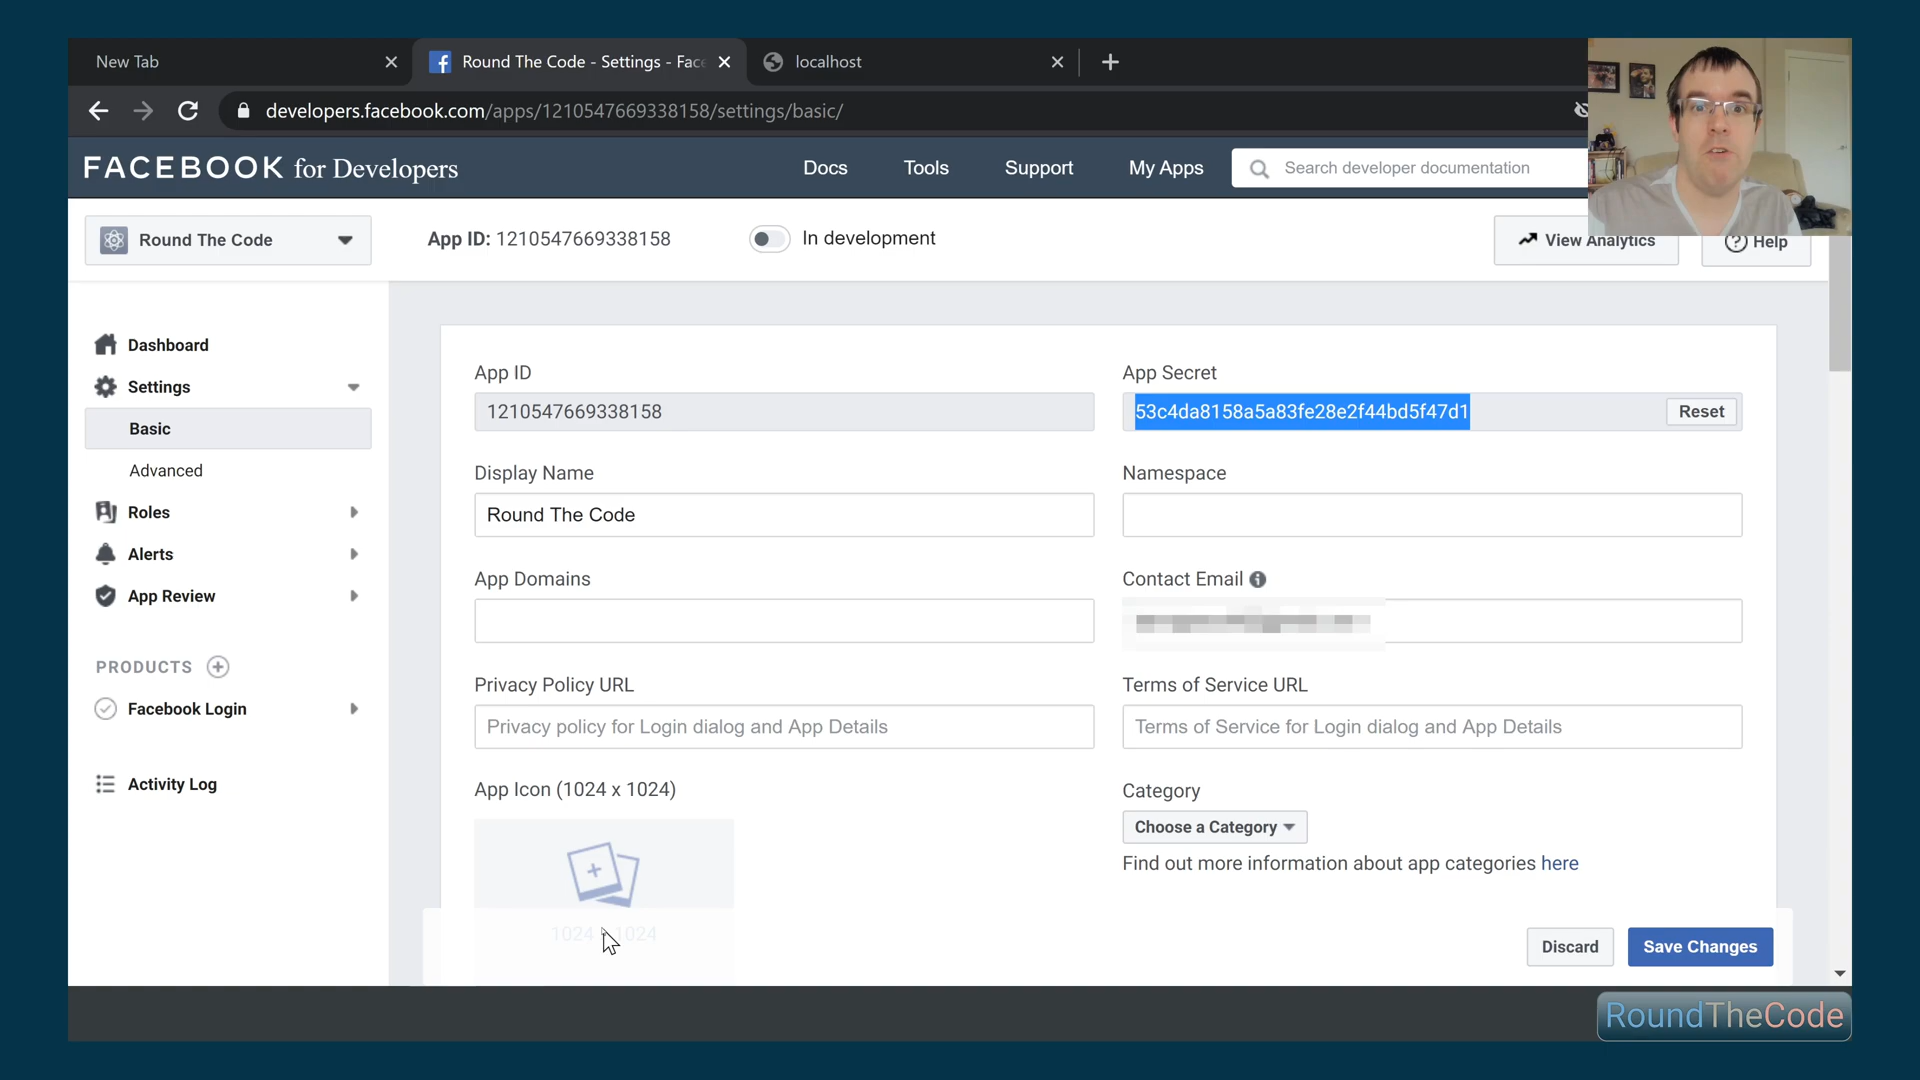 New Tab
Round The Code - Settings - Face
localhost
developers.facebook.com/apps/1210547669338158/settings/basic/
FACEBOOK for Developers
Docs
Tools
Support
My Apps
Search developer documentation
Round The Code
App ID: 1210547669338158
In development
View Analytics
Help
Dashboard
Settings
Basic
Advanced
Roles
Alerts
App Review
PRODUCTS
Facebook Login
Activity Log
App ID
1210547669338158
App Secret
53c4da8158a5a83fe28e2f44bd5f47d1
Reset
Display Name
Round The Code
Namespace
App Domains
Contact Email
Privacy Policy URL
Privacy policy for Login dialog and App Details
Terms of Service URL
Terms of Service for Login dialog and App Details
App Icon (1024 x 1024)
1024 x 1024
Category
Choose a Category
Find out more information about app categories here
Discard
Save Changes
RoundTheCode